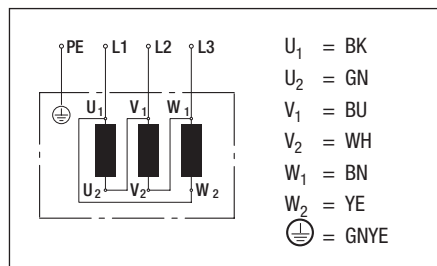 PE L1 L2 L3
U1 V1 W1
U2 V2 W2
U1 = BK
U2 = GN
V1 = BU
V2 = WH
W1 = BN
W2 = YE
= GNYE